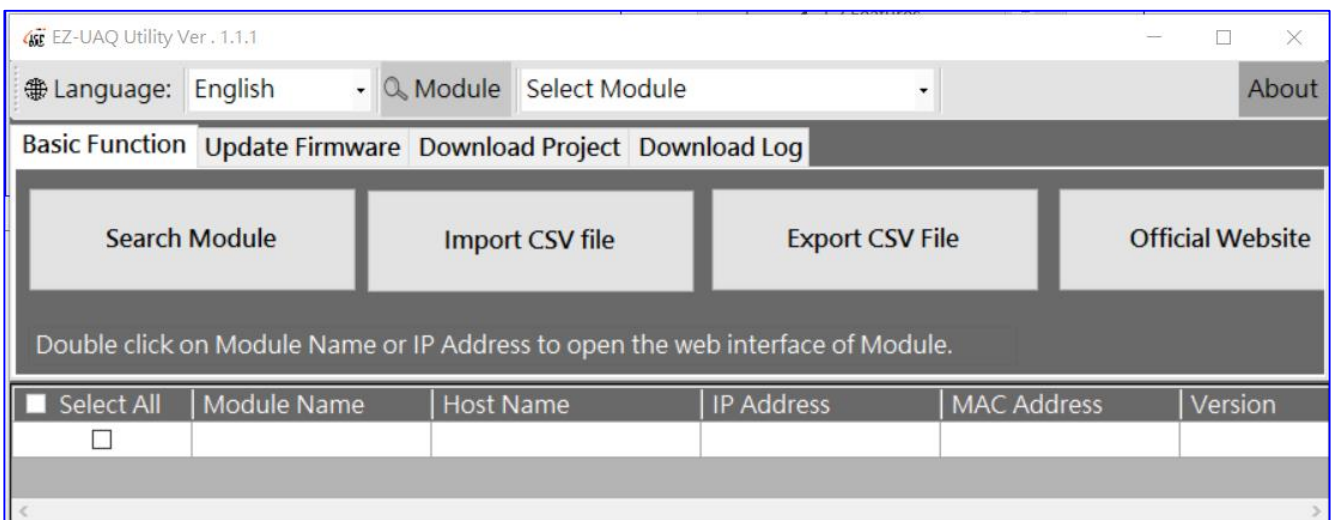 EZ-UAQ Utility Ver . 1.1.1
Language: English Module Select Module About
Basic Function Update Firmware Download Project Download Log
Search Module Import CSV file Export CSV File Official Website
Double click on Module Name or IP Address to open the web interface of Module.
Select All Module Name Host Name IP Address MAC Address Version